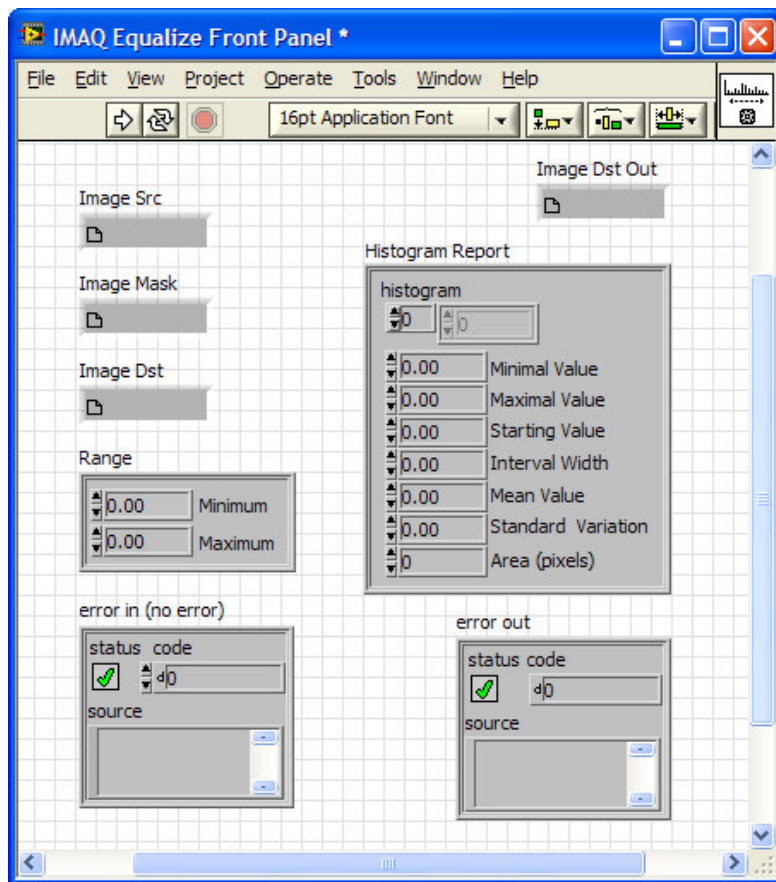 IMAQ Equalize Front Panel *
File Edit View Project Operate Tools Window Help
16pt Application Font
Image Dst Out
Image Src
Histogram Report
Image Mask
histogram
0 0
Image Dst
0.00 Minimal Value
0.00 Maximal Value
0.00 Starting Value
0.00 Interval Width
0.00 Mean Value
0.00 Standard Variation
0 Area (pixels)
Range
0.00 Minimum
0.00 Maximum
error in (no error)
status code
d0
source
error out
status code
d0
source